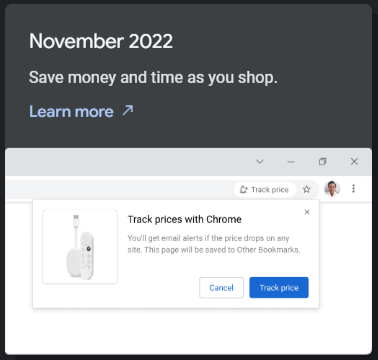 November 2022
Save money and time as you shop.
Learn more ↗
Track price
Track prices with Chrome
You'll get email alerts if the price drops on any
site. This page will be saved to Other Bookmarks.
Cancel
Track price